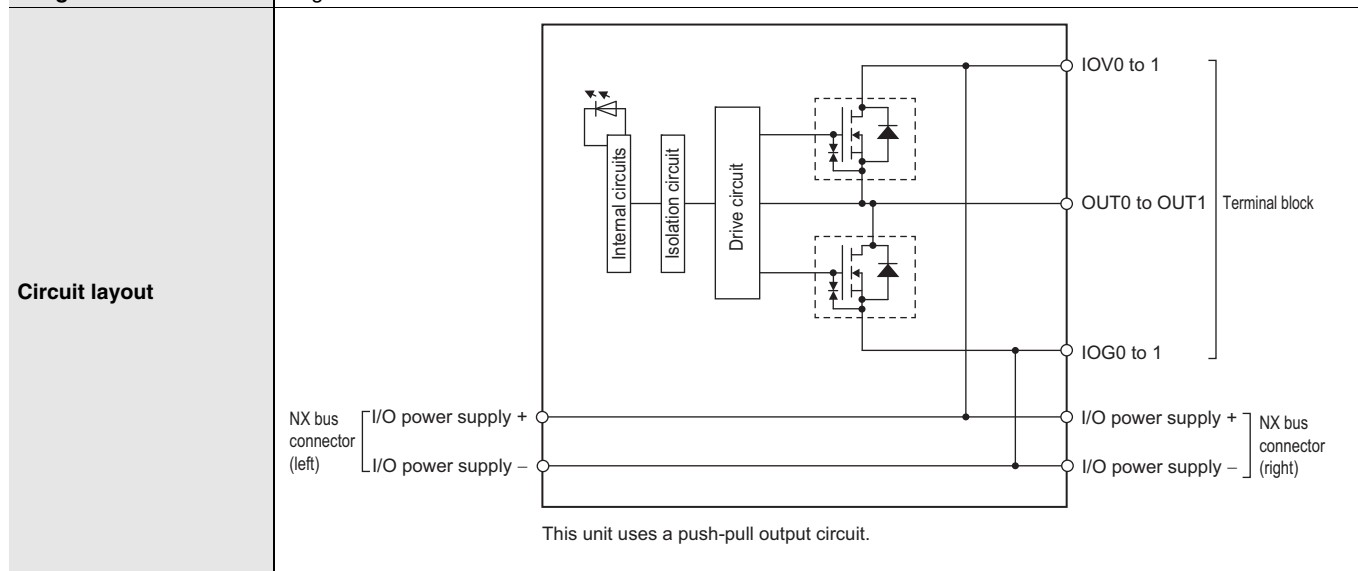 Circuit layout
IOV0 to 1
Internal circuits
Isolation circuit
Drive circuit
OUT0 to OUT1
Terminal block
IOG0 to 1
NX bus
connector
(left)
I/O power supply +
I/O power supply –
I/O power supply +
I/O power supply –
NX bus
connector
(right)
This unit uses a push-pull output circuit.